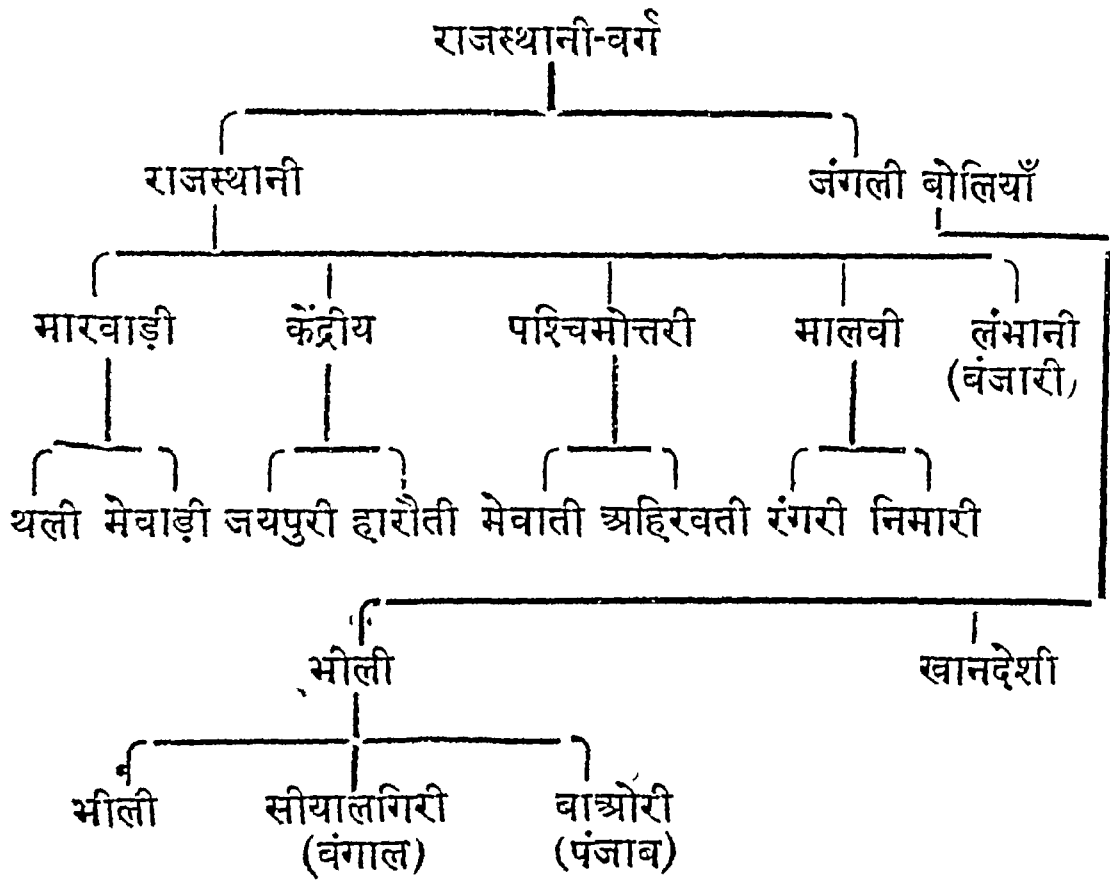 राजस्थानी-वर्ग
राजस्थानी जंगली बोलियाँ
मारवाड़ी केंद्रीय पश्चिमोत्तरी मालवी लंभानी
(बंजारी)
थली मेवाड़ी जयपुरी हारौती मेवाती अहिरवती रंगरी निमारी
भीली खानदेशी
भीली सीयालगिरी बाओरी
(बंगाल) (पंजाब)